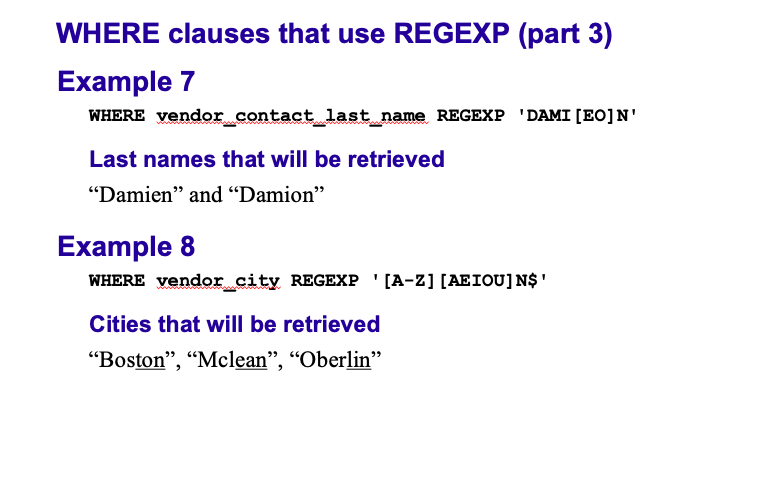 WHERE clauses that use REGEXP (part 3)
Example 7
WHERE vendor_contact_last_name REGEXP 'DAMI[EO]N'
Last names that will be retrieved
“Damien” and “Damion”
Example 8
WHERE vendor_city REGEXP '[A-Z][AEIOU]N$'
Cities that will be retrieved
“Boston”, “Mclean”, “Oberlin”